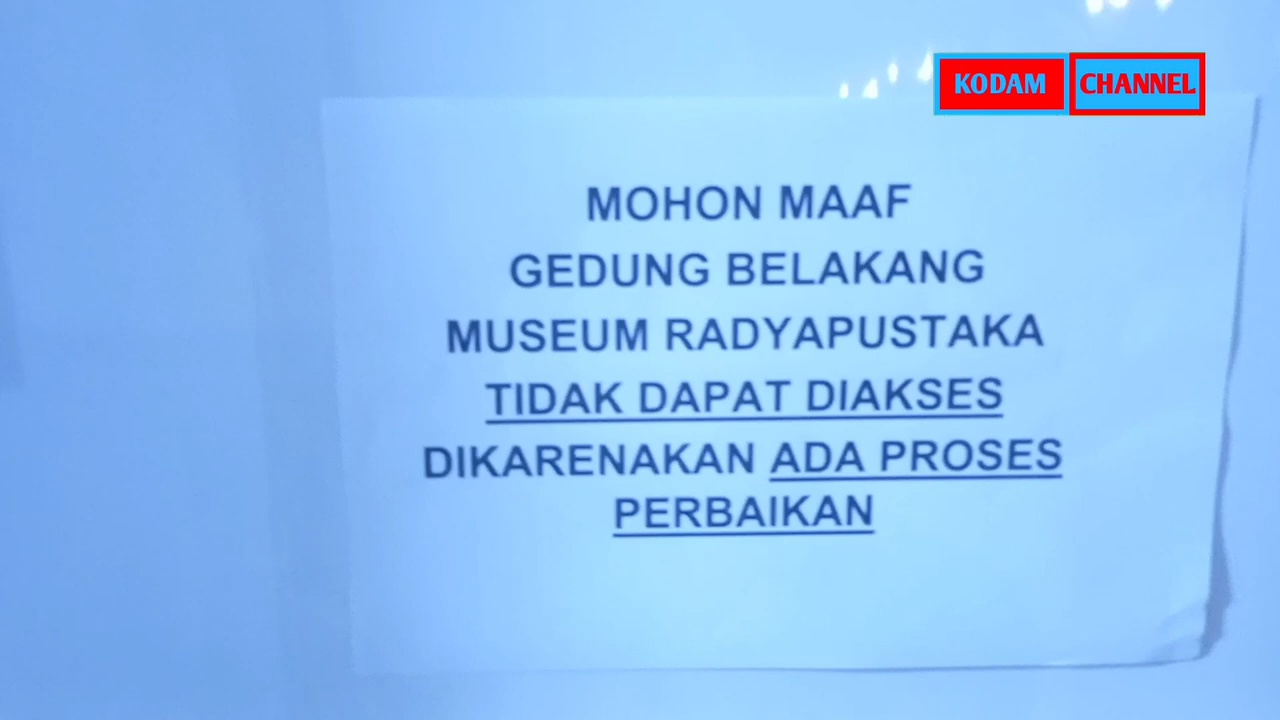 KODAM CHANNEL
MOHON MAAF
GEDUNG BELAKANG
MUSEUM RADYAPUSTAKA
TIDAK DAPAT DIAKSES
DIKARENAKAN ADA PROSES
PERBAIKAN